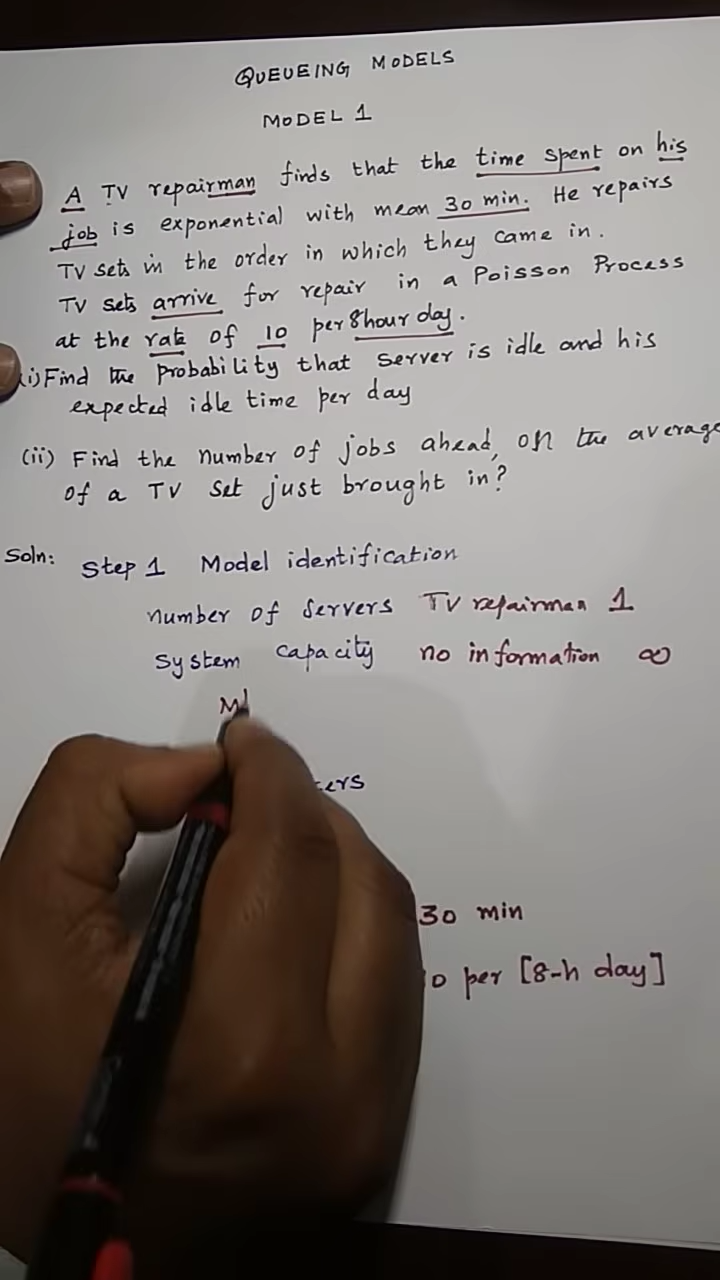 QUEUEING MODELS
MODEL 1
A TV repairman finds that the time spent on his
job is exponential with mean 30 min. He repairs
TV sets in the order in which they came in.
TV sets arrive for repair in a Poisson Process
at the rate of 10 per 8hour day.
(i) Find the probability that server is idle and his
expected idle time per day
(ii) Find the number of jobs ahead, on the average
of a TV set just brought in?
Soln: Step 1 Model identification
number of servers TV repairman 1
System capacity no information ∞
M
30 min
per [8-h day]